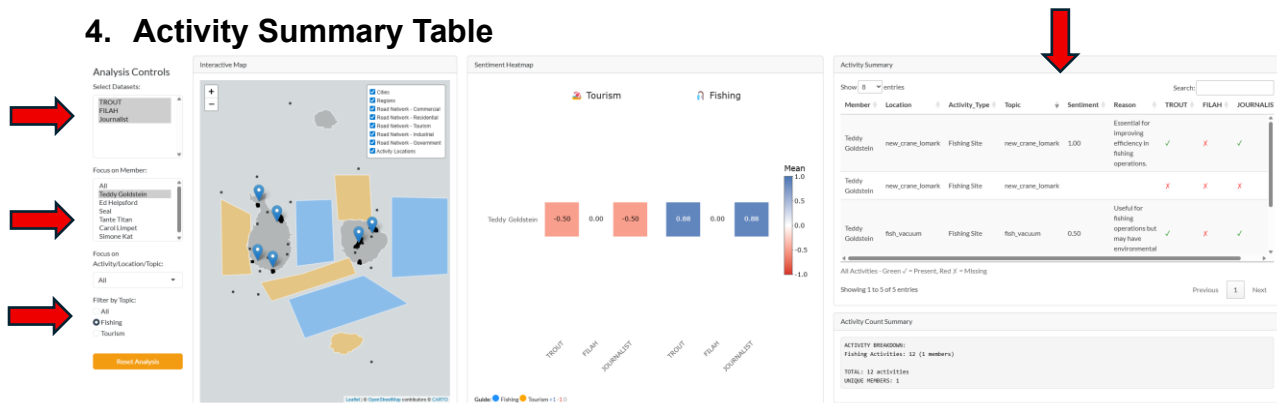 4. Activity Summary Table
Analysis Controls
Select Datasets:
TROUT
FILAH
Journalist
Focus on Member:
All
Teddy Goldstein
Ed Helpsford
Seal
Tante Titan
Carol Limpet
Simone Kat
Focus on
Activity/Location/Topic:
All
Filter by Topic:
All
Fishing
Tourism
Reset Analysis
Interactive Map
+
−
Cities
Regions
Road Network - Commercial
Road Network - Residential
Road Network - Tourism
Road Network - Industrial
Road Network - Government
Activity Locations
Leaflet | © OpenStreetMap contributors © CARTO
Sentiment Heatmap
Tourism Fishing
Teddy Goldstein -0.50 0.00 -0.50 0.88 0.00 0.88
Mean
1.0
0.5
0.0
-0.5
-1.0
TROUT FILAH JOURNALIST TROUT FILAH JOURNALIST
Guide: Fishing Tourism
Activity Summary
Show 8 entries Search:
Member Location Activity_Type Topic Sentiment Reason TROUT FILAH JOURNALIS
Teddy Goldstein new_crane_lomark Fishing Site new_crane_lomark 1.00 Essential for improving efficiency in fishing operations. ✓ ✗ ✓
Teddy Goldstein new_crane_lomark Fishing Site new_crane_lomark ✗ ✗ ✗
Teddy Goldstein fish_vacuum Fishing Site fish_vacuum 0.50 Useful for fishing operations but may have environmental ✓ ✗ ✓
All Activities - Green ✓ = Present, Red ✗ = Missing
Showing 1 to 5 of 5 entries Previous 1 Next
Activity Count Summary
ACTIVITY BREAKDOWN:
Fishing Activities: 12 (1 members)
TOTAL: 12 activities
UNIQUE MEMBERS: 1